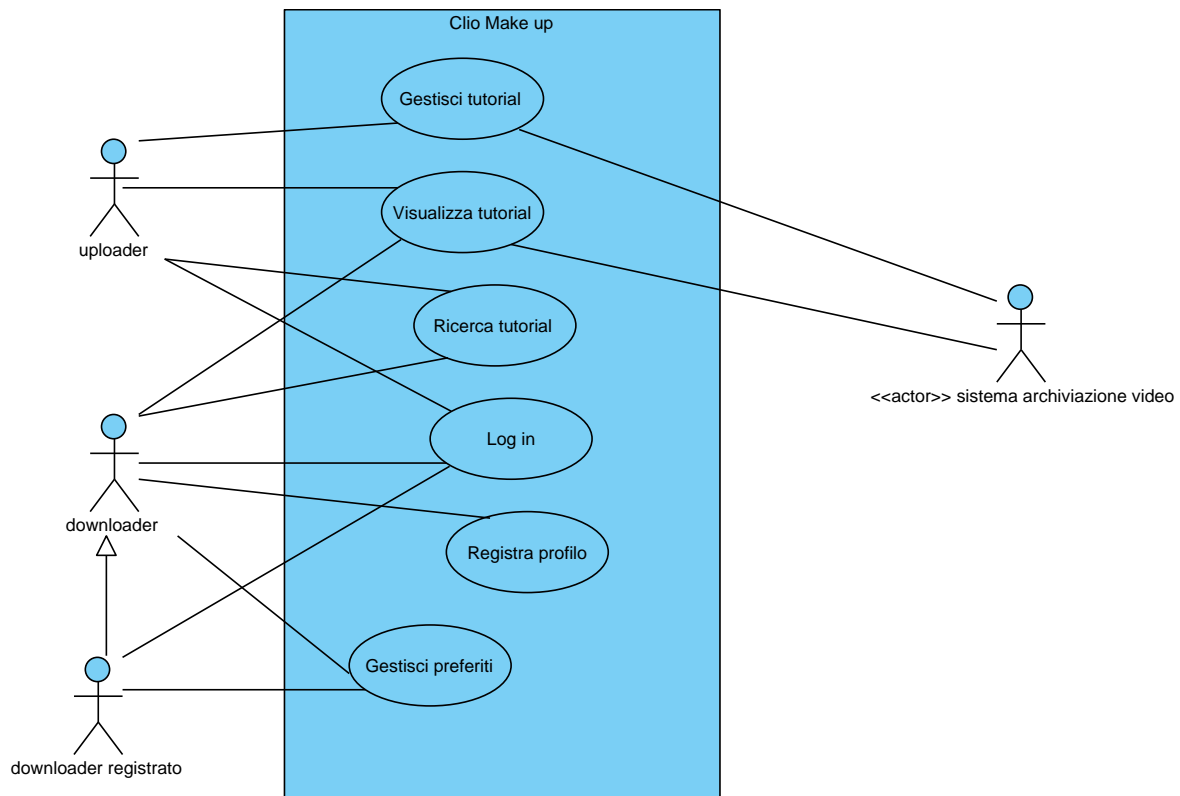 Clio Make up
Gestisci tutorial
uploader
Visualizza tutorial
Ricerca tutorial
<<actor>> sistema archiviazione video
Log in
downloader
Registra profilo
Gestisci preferiti
downloader registrato